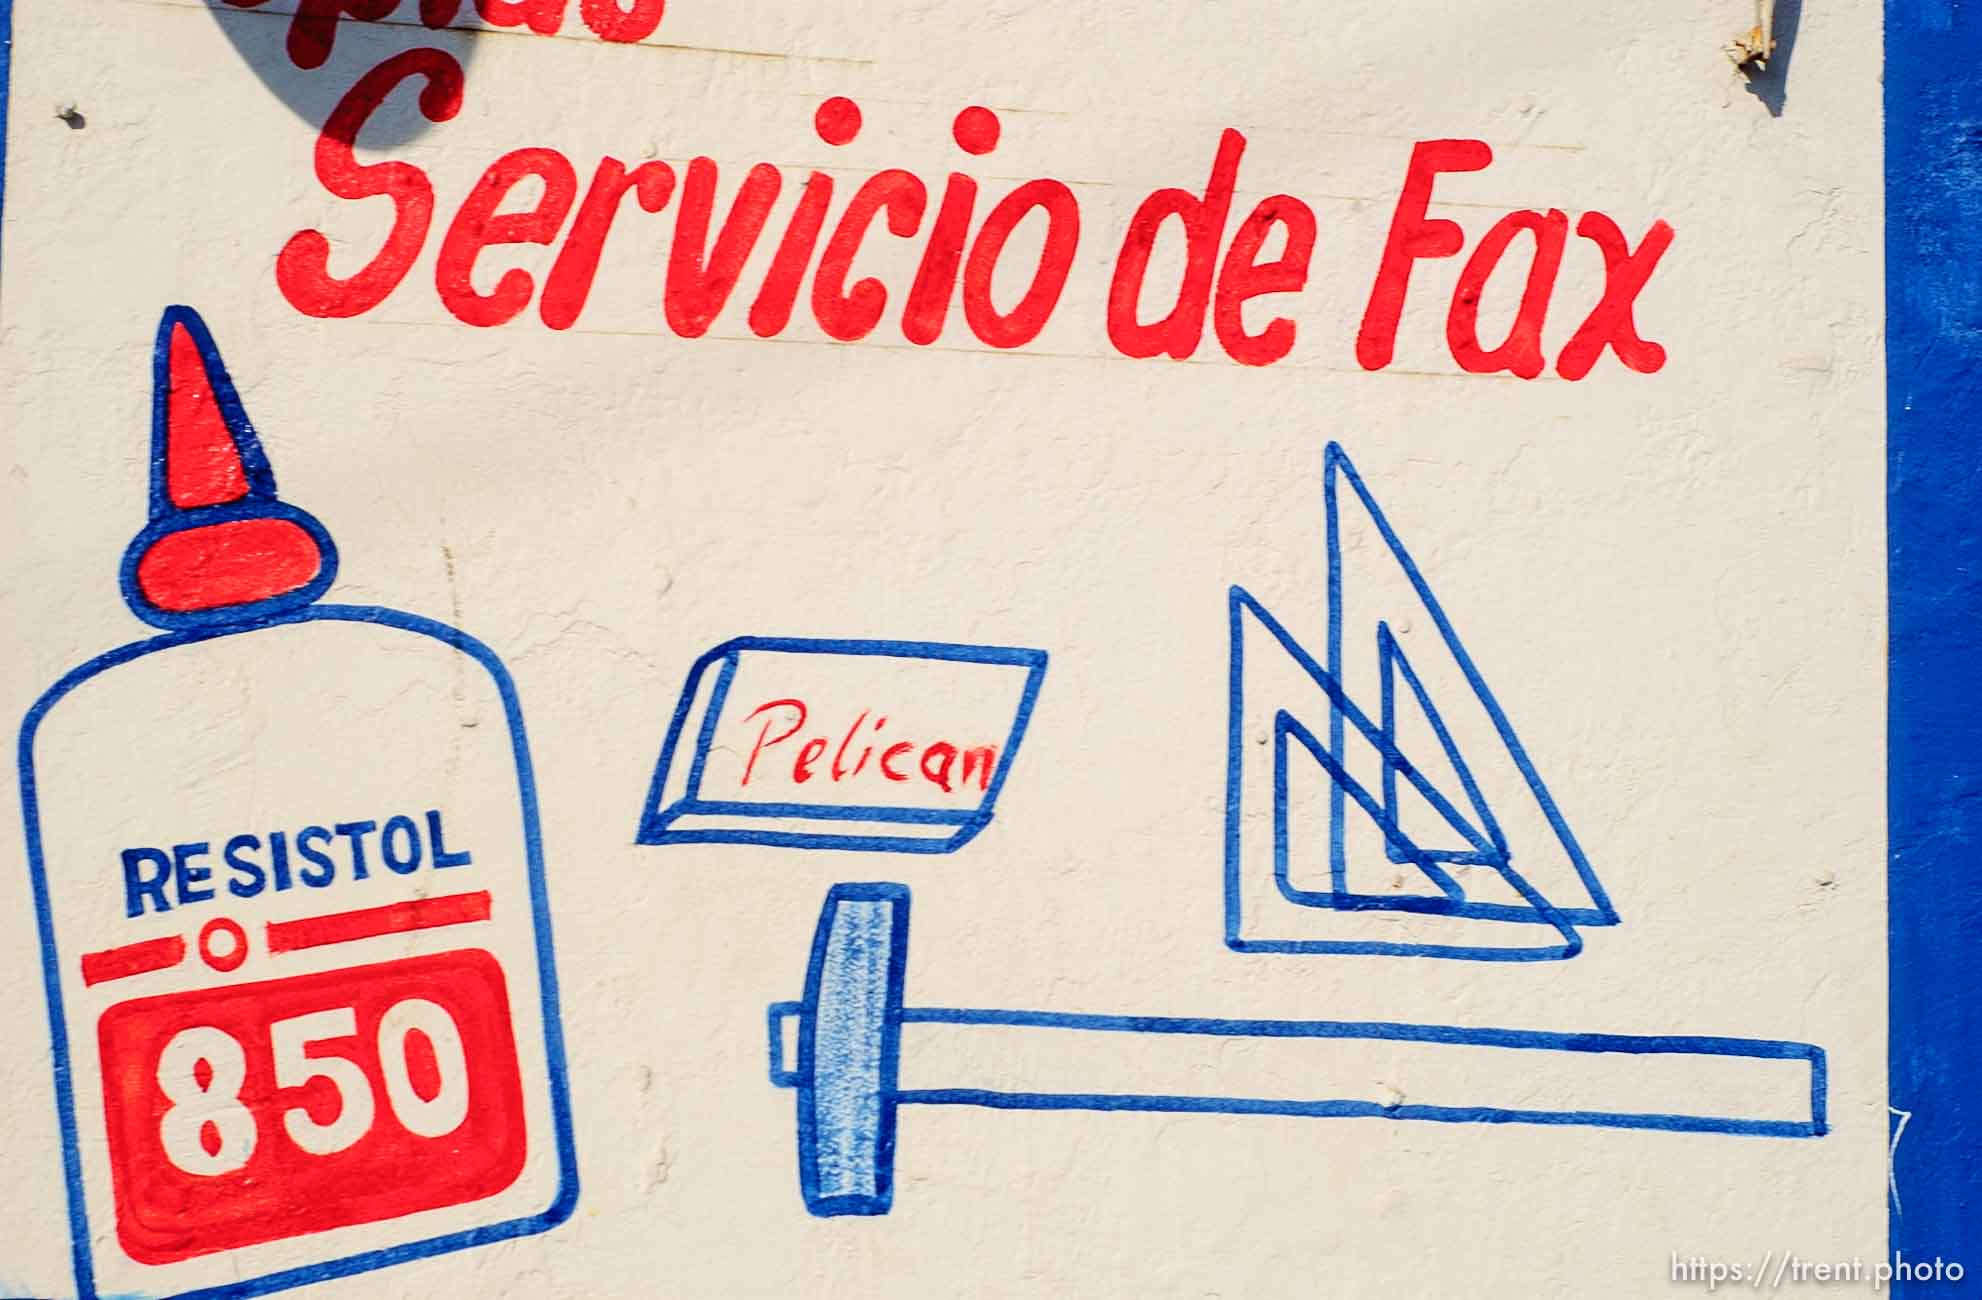 Servicio de Fax
Pelican
RESISTOL
850
https://trent.photo